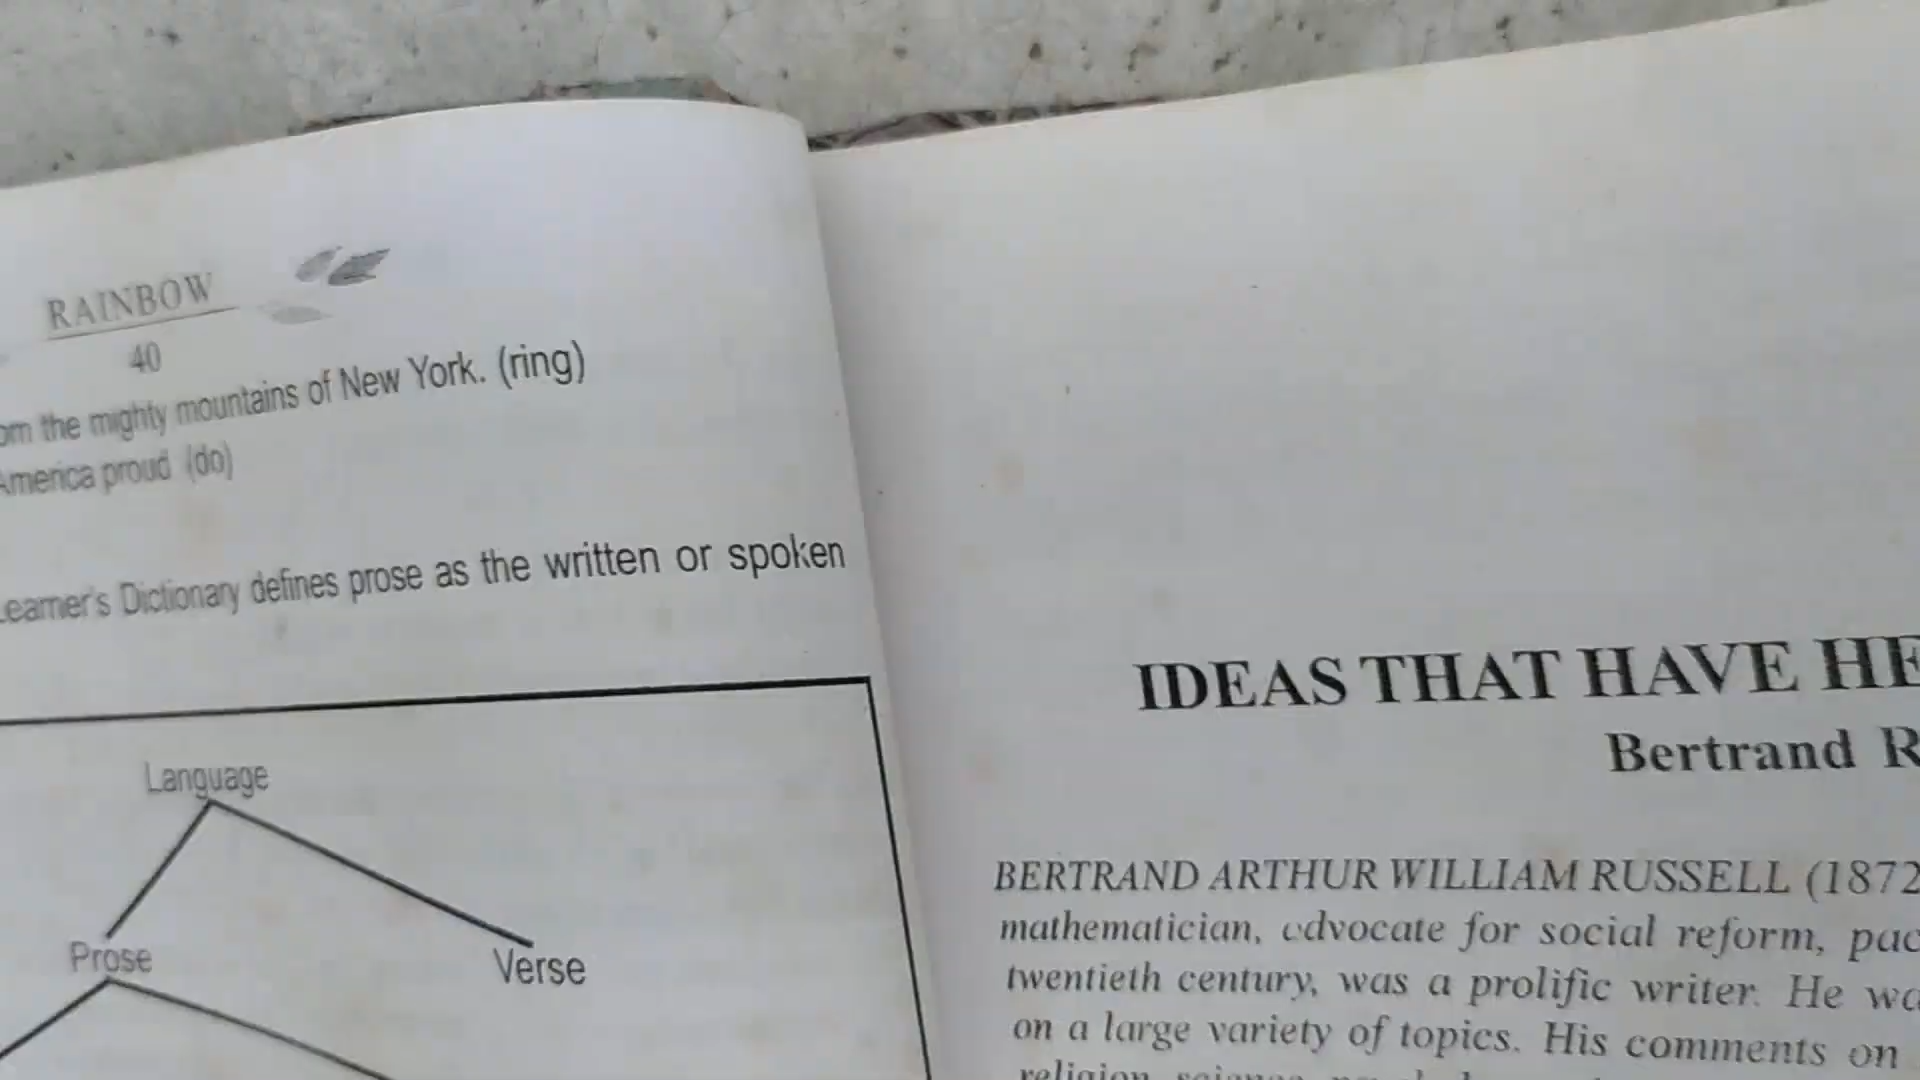 RAINBOW
40
om the mighty mountains of New York. (ring)
America proud (do)
Learner's Dictionary defines prose as the written or spoken
Language
Prose
Verse
IDEAS THAT HAVE HE
Bertrand R
BERTRAND ARTHUR WILLIAM RUSSELL (1872
mathematician, advocate for social reform, pac
twentieth century, was a prolific writer. He wa
on a large variety of topics. His comments on
religion science